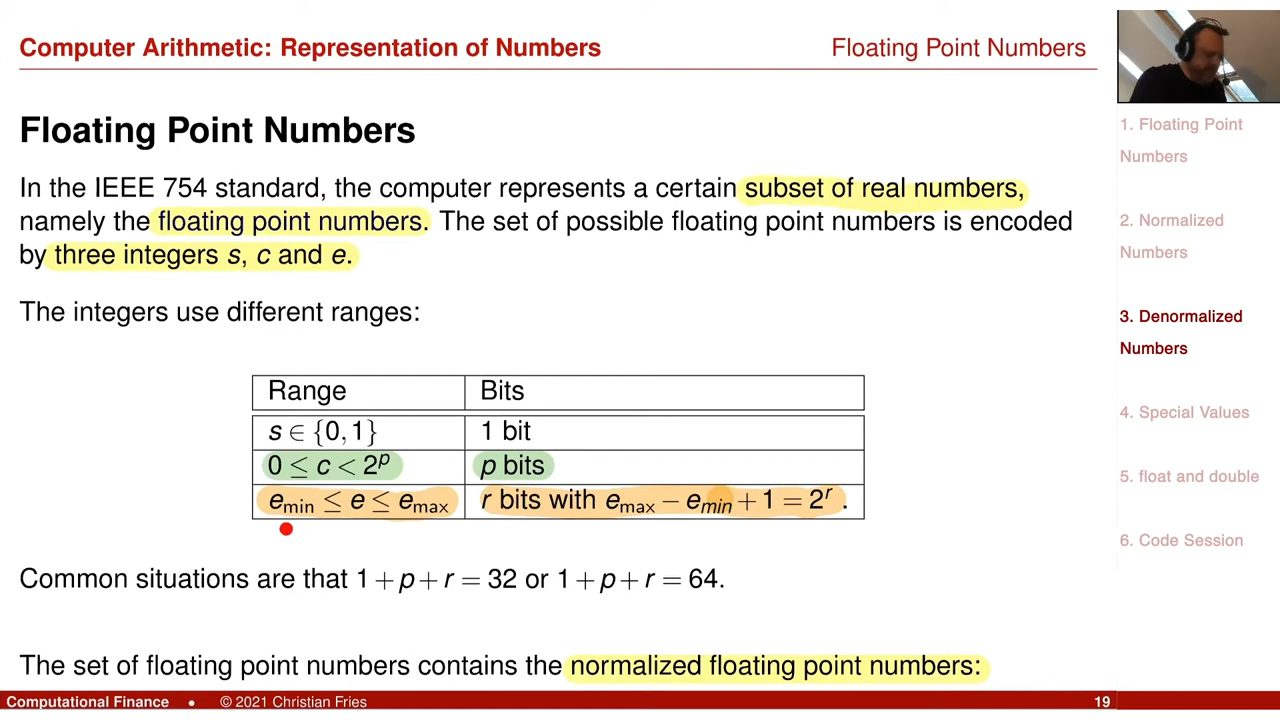 Computer Arithmetic: Representation of Numbers
Floating Point Numbers
Floating Point Numbers
In the IEEE 754 standard, the computer represents a certain subset of real numbers,
namely the floating point numbers. The set of possible floating point numbers is encoded
by three integers s, c and e.
The integers use different ranges:
Range Bits
s ∈ {0,1} 1 bit
0 ≤ c < 2^p p bits
e_min ≤ e ≤ e_max r bits with e_max − e_min + 1 = 2^r .
Common situations are that 1 + p + r = 32 or 1 + p + r = 64.
The set of floating point numbers contains the normalized floating point numbers:
1. Floating Point
Numbers
2. Normalized
Numbers
3. Denormalized
Numbers
4. Special Values
5. float and double
6. Code Session
Computational Finance • © 2021 Christian Fries 19